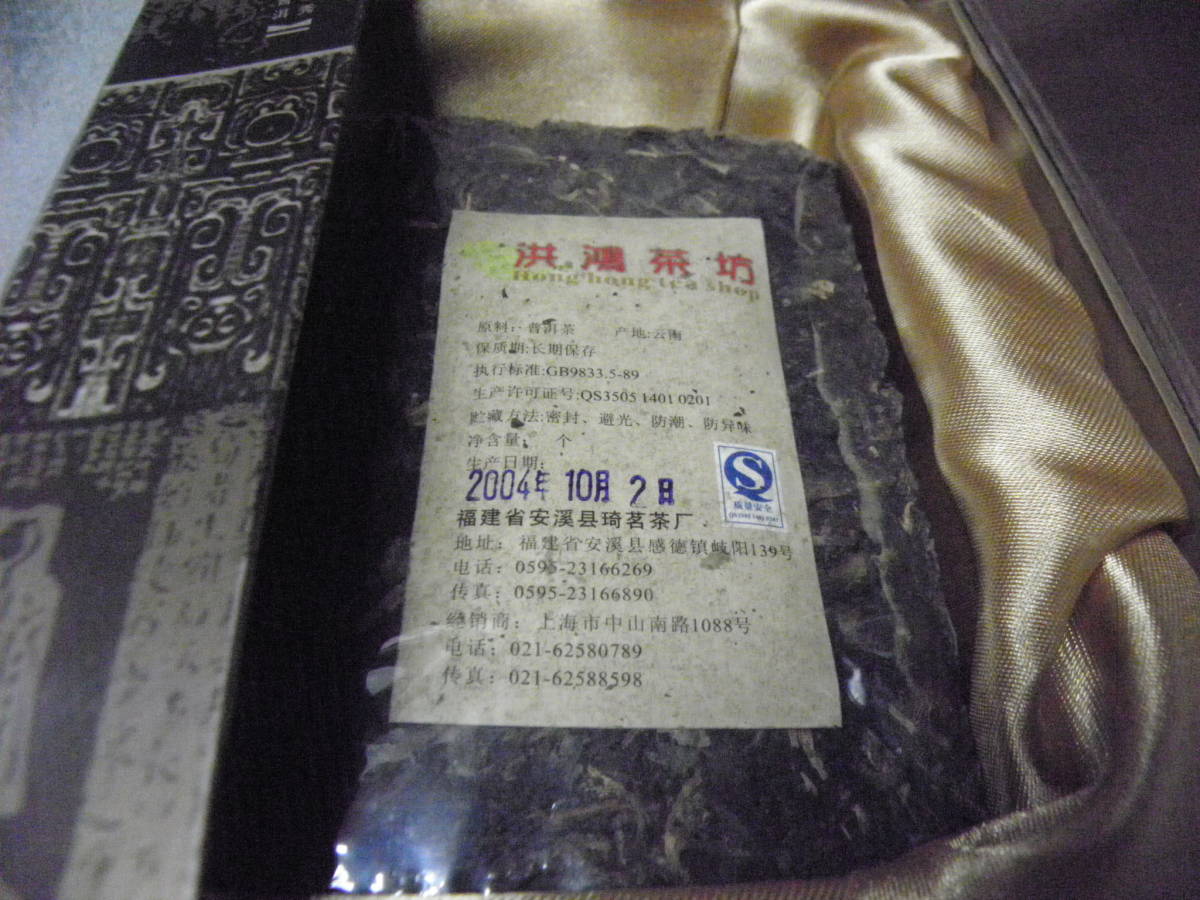 洪鴻茶坊
Hong hong tea shop
原料：普洱茶 产地:云南
保质期:长期保存
执行标准:GB9833.5-89
生产许可证号:QS3505 1401 0201
贮藏方法:密封、避光、防潮、防异味
净含量： 个
生产日期：
2004年 10月 2日
质量安全
福建省安溪县琦茗茶厂
地址：福建省安溪县感德镇岐阳139号
电话：0595-23166269
传真：0595-23166890
经销商：上海市中山南路1088号
电话：021-62580789
传真：021-62588598